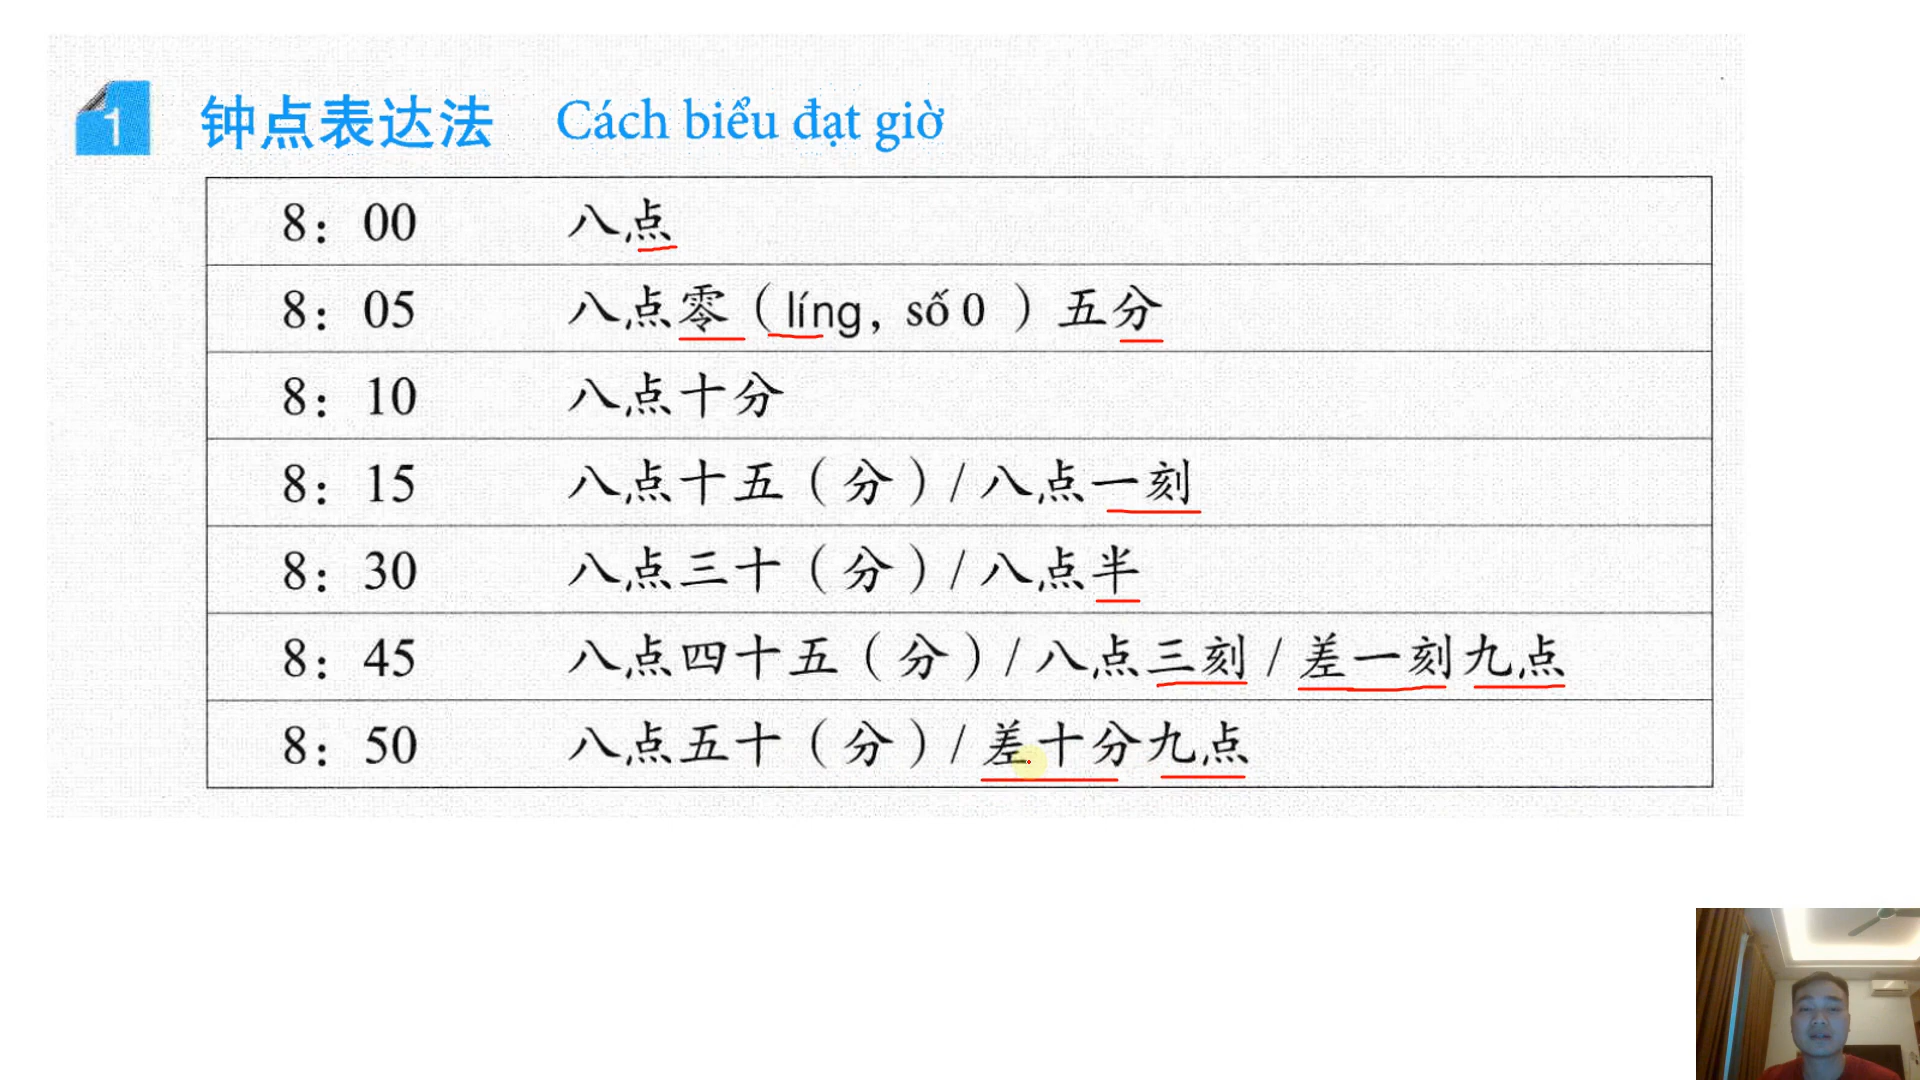 1 钟点表达法 Cách biểu đạt giờ
8：00 八点
8：05 八点零（líng, số 0）五分
8：10 八点十分
8：15 八点十五（分）/ 八点一刻
8：30 八点三十（分）/ 八点半
8：45 八点四十五（分）/ 八点三刻 / 差一刻九点
8：50 八点五十（分）/ 差十分九点